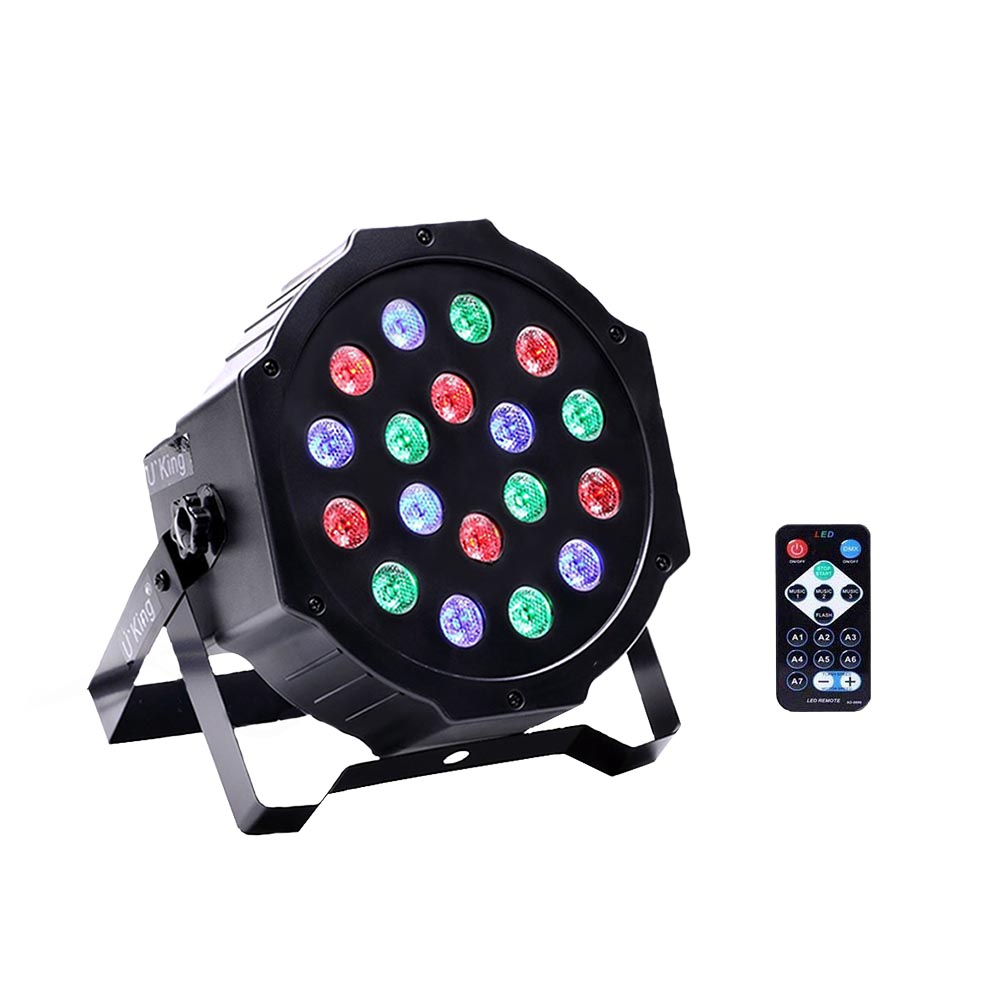 U'King
U'King®
LED
DMX
ON/OFF
ON/OFF
STOP
START
MUSIC
1
MUSIC
2
MUSIC
3
FLASH
A1 A2 A3
A4 A5 A6
A7 − +
LED REMOTE